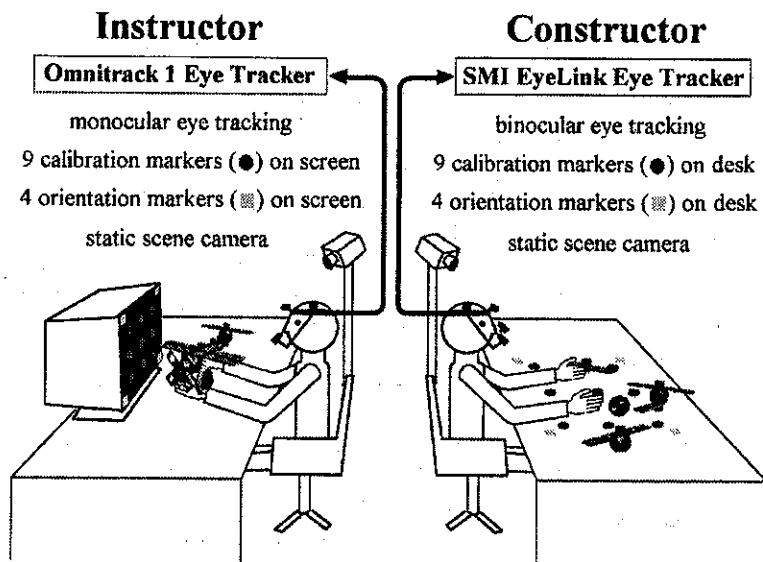 Instructor
Omnitrack 1 Eye Tracker
monocular eye tracking
9 calibration markers (●) on screen
4 orientation markers (▩) on screen
static scene camera
Constructor
SMI EyeLink Eye Tracker
binocular eye tracking
9 calibration markers (●) on desk
4 orientation markers (▩) on desk
static scene camera